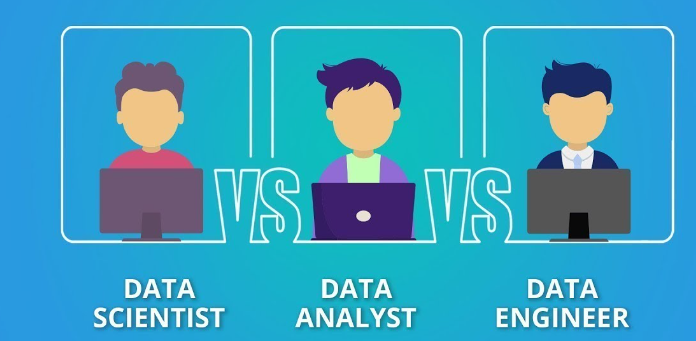 VS VS
DATA SCIENTIST
DATA ANALYST
DATA ENGINEER